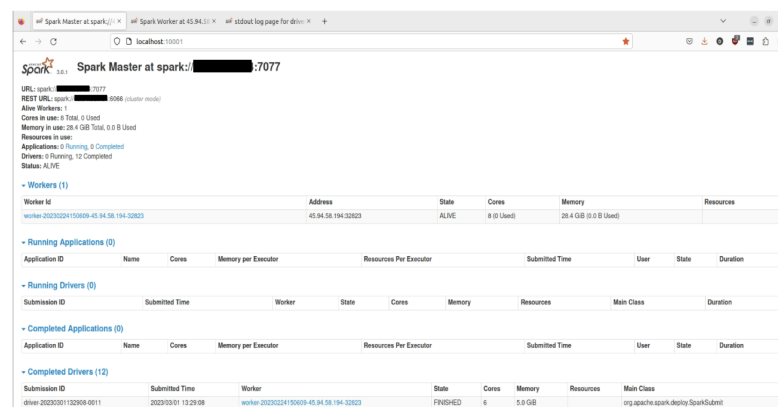 Spark Master at spark:// Spark Worker at 45.94.58 stdout log page for drive
localhost:10001
APACHE Spark 3.0.1 Spark Master at spark:// :7077
URL: spark:// :7077
REST URL: spark:// :6066 (cluster mode)
Alive Workers: 1
Cores in use: 8 Total, 0 Used
Memory in use: 28.4 GiB Total, 0.0 B Used
Resources in use:
Applications: 0 Running, 0 Completed
Drivers: 0 Running, 12 Completed
Status: ALIVE
Workers (1)
Worker Id Address State Cores Memory Resources
worker-20230224150609-45.94.58.194-32823 45.94.58.194:32823 ALIVE 8 (0 Used) 28.4 GiB (0.0 B Used)
Running Applications (0)
Application ID Name Cores Memory per Executor Resources Per Executor Submitted Time User State Duration
Running Drivers (0)
Submission ID Submitted Time Worker State Cores Memory Resources Main Class Duration
Completed Applications (0)
Application ID Name Cores Memory per Executor Resources Per Executor Submitted Time User State Duration
Completed Drivers (12)
Submission ID Submitted Time Worker State Cores Memory Resources Main Class
driver-20230301132908-0011 2023/03/01 13:29:08 worker-20230224150609-45.94.58.194-32823 FINISHED 6 5.0 GiB org.apache.spark.deploy.SparkSubmit